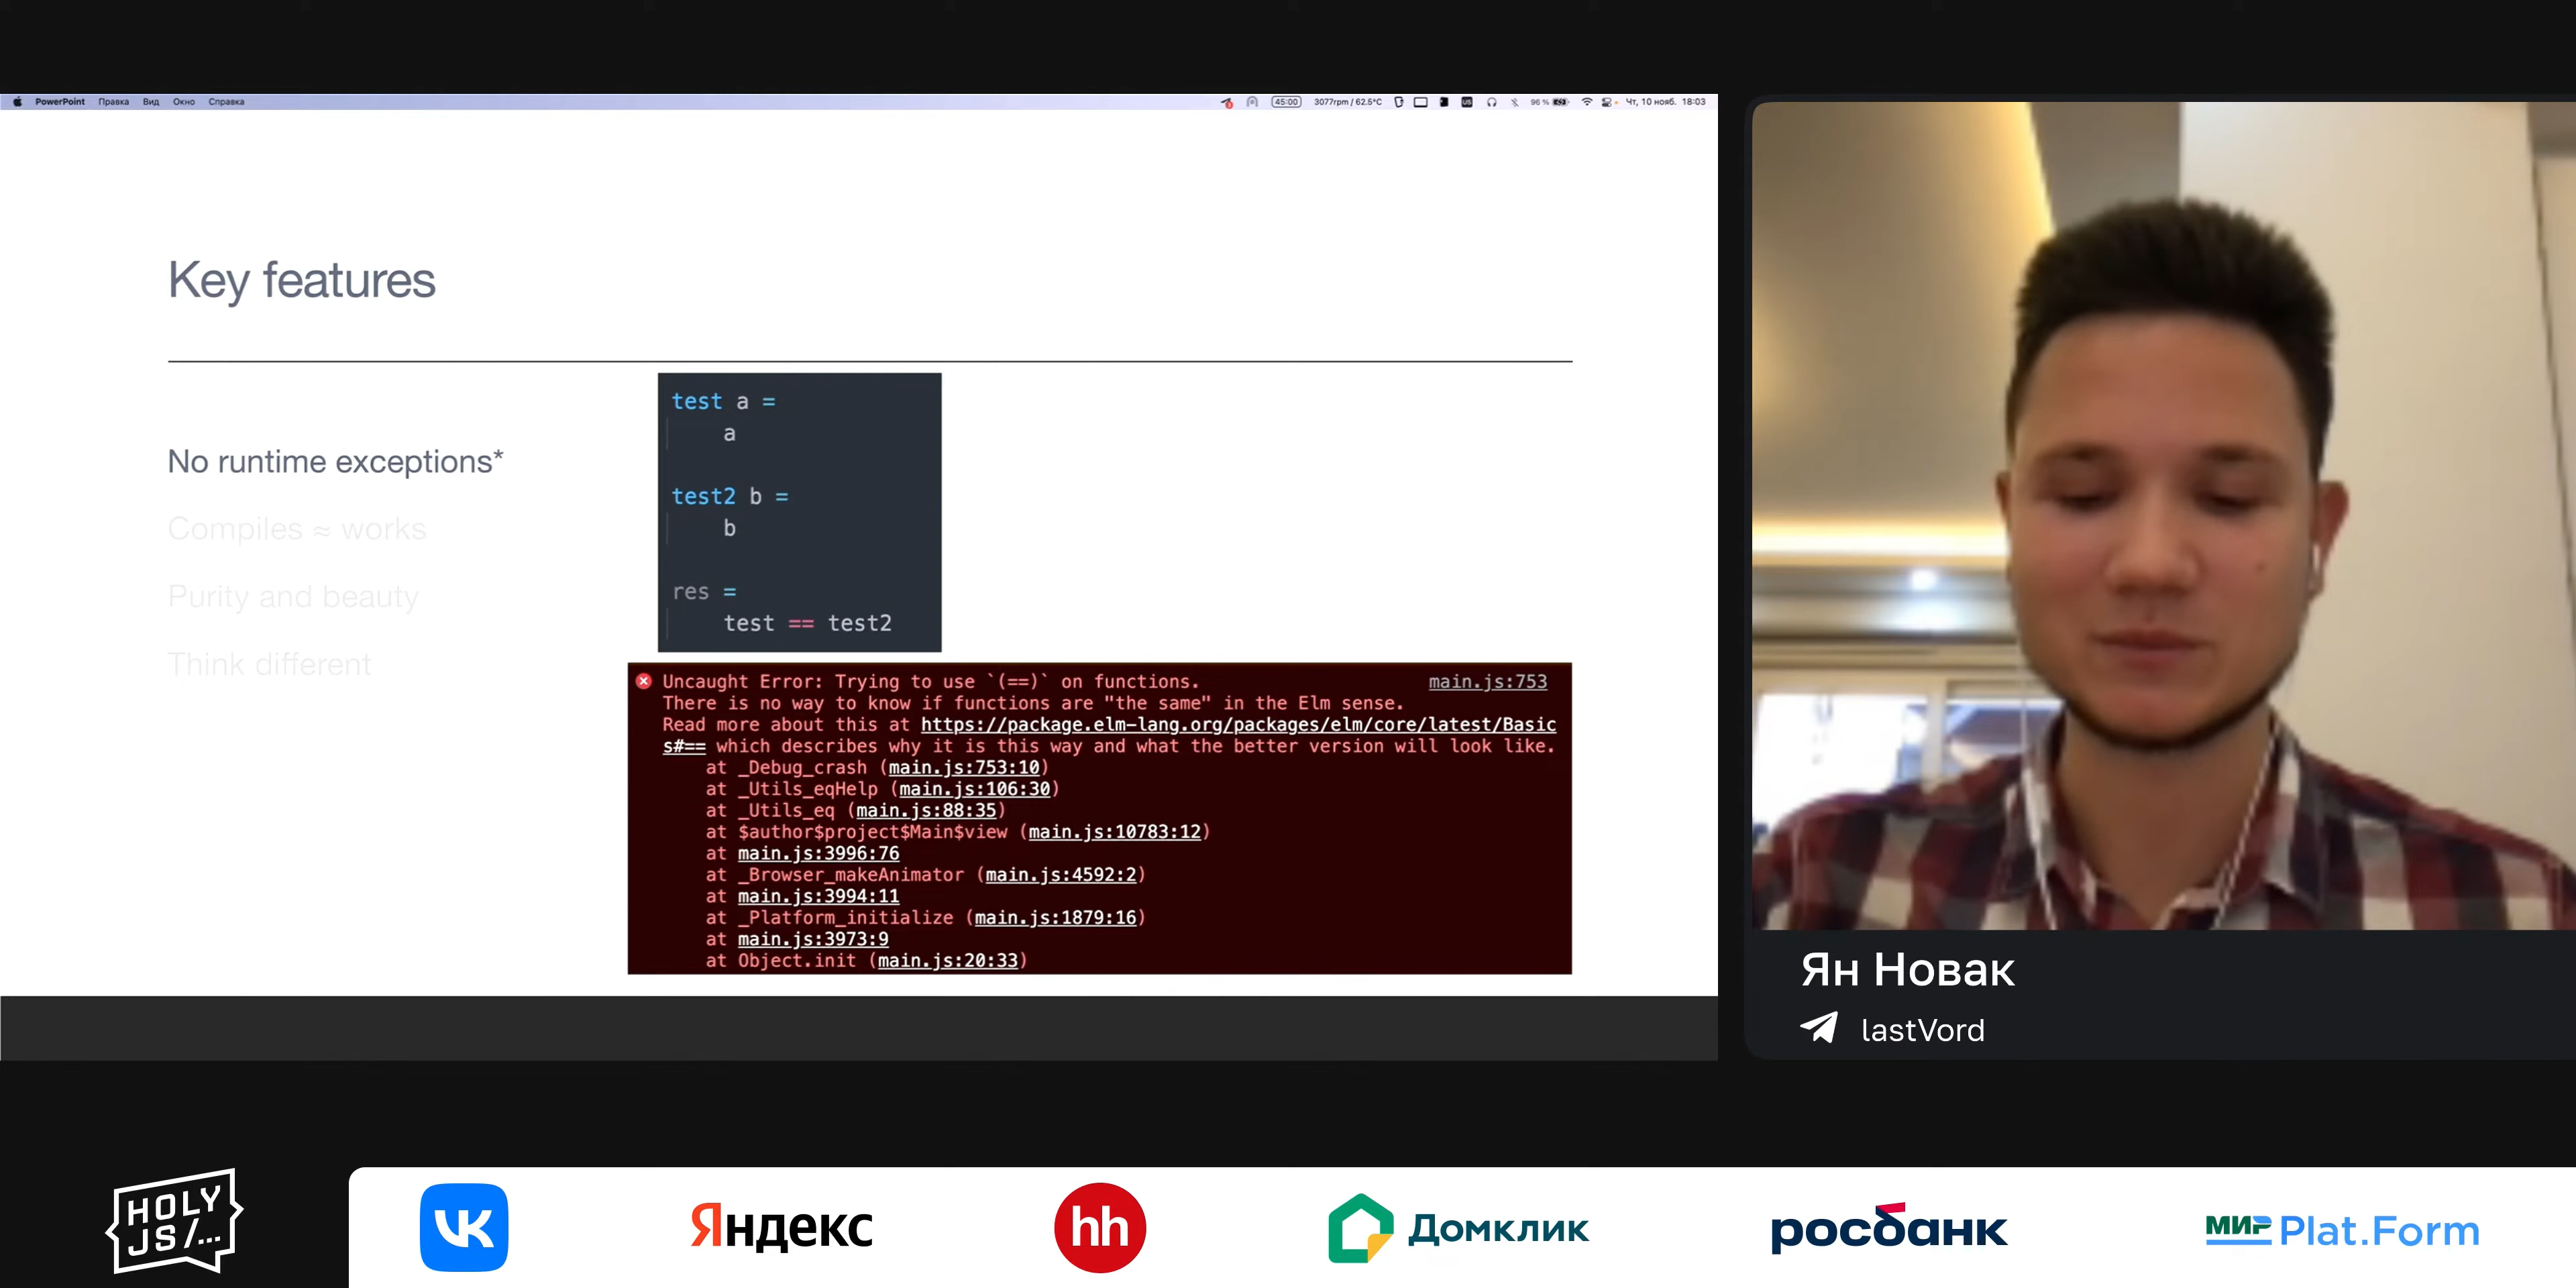 PowerPoint Правка Вид Окно Справка
45:00 3077rpm / 62.5°C US 96 % Чт, 10 нояб. 18:03
Key features
No runtime exceptions*
Compiles ≈ works
Purity and beauty
Think different
test a =
a
test2 b =
b
res =
test == test2
Uncaught Error: Trying to use `(==)` on functions. main.js:753
There is no way to know if functions are "the same" in the Elm sense.
Read more about this at https://package.elm-lang.org/packages/elm/core/latest/Basic
s#== which describes why it is this way and what the better version will look like.
at _Debug_crash (main.js:753:10)
at _Utils_eqHelp (main.js:106:30)
at _Utils_eq (main.js:88:35)
at $author$project$Main$view (main.js:10783:12)
at main.js:3996:76
at _Browser_makeAnimator (main.js:4592:2)
at main.js:3994:11
at _Platform_initialize (main.js:1879:16)
at main.js:3973:9
at Object.init (main.js:20:33)
Ян Новак
lastVord
HOLY
JS/...
VK
Яндекс
hh
Домклик
росбанк
МИР Plat.Form